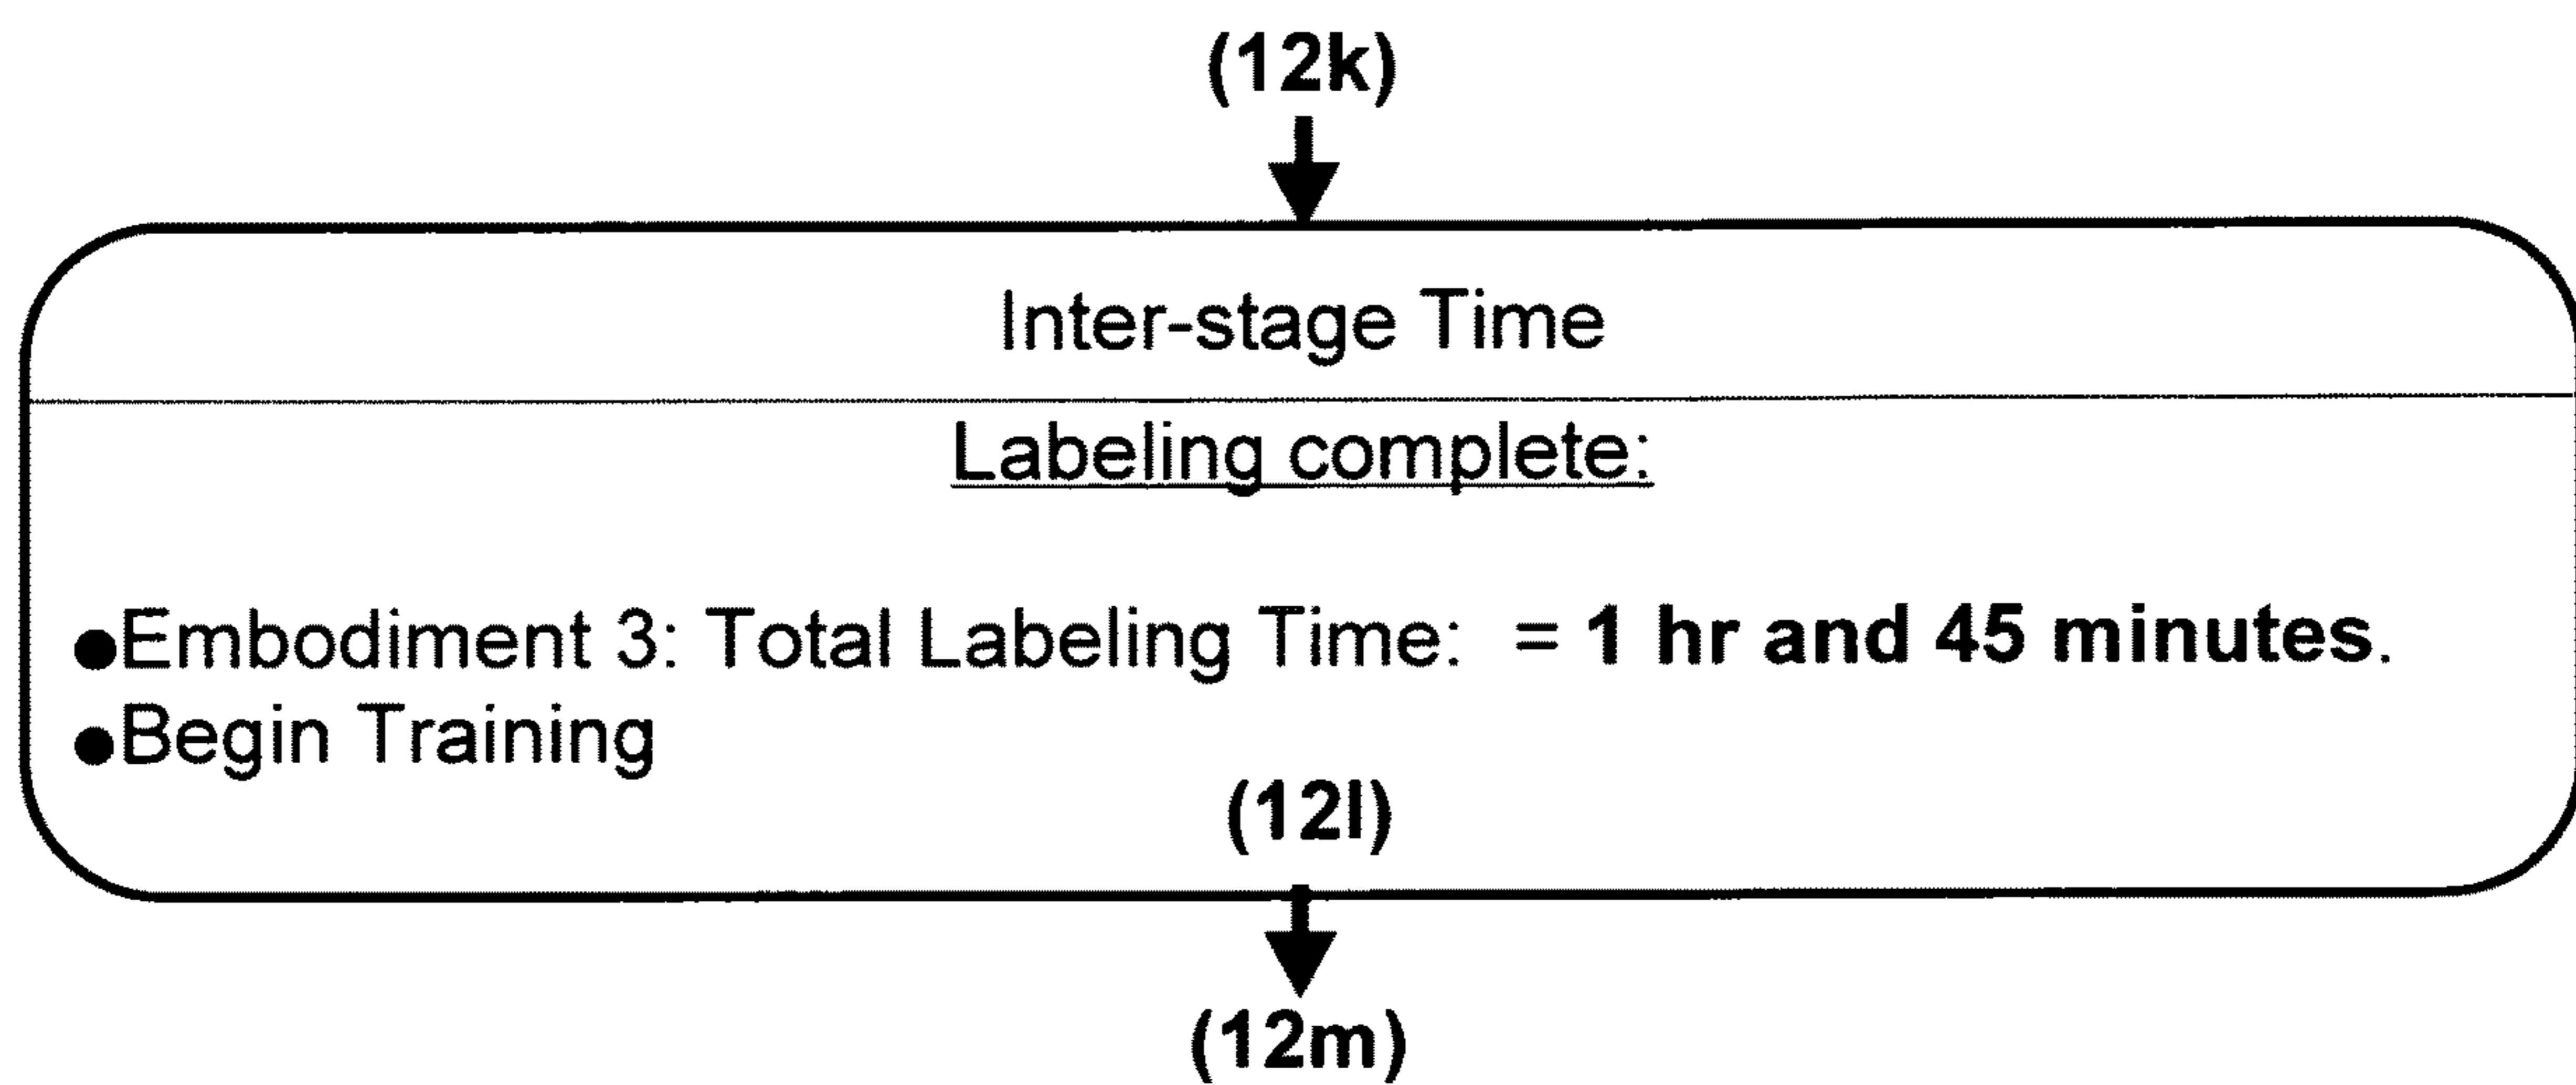 (12k)
Inter-stage Time
Labeling complete:
●Embodiment 3: Total Labeling Time: = 1 hr and 45 minutes.
●Begin Training
(12l)
(12m)